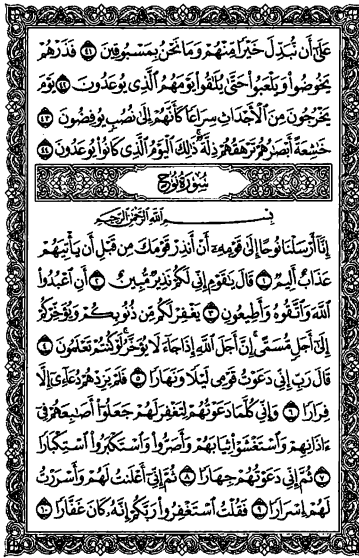 عَلَىٰٓ أَن نُّبَدِّلَ خَيْرًا مِّنْهُمْ وَمَا نَحْنُ بِمَسْبُوقِينَ ٤١ فَذَرْهُمْ
يَخُوضُوا۟ وَيَلْعَبُوا۟ حَتَّىٰ يُلَٰقُوا۟ يَوْمَهُمُ ٱلَّذِى يُوعَدُونَ ٤٢ يَوْمَ
يَخْرُجُونَ مِنَ ٱلْأَجْدَاثِ سِرَاعًا كَأَنَّهُمْ إِلَىٰ نُصُبٍ يُوفِضُونَ ٤٣
خَٰشِعَةً أَبْصَٰرُهُمْ تَرْهَقُهُمْ ذِلَّةٌ ذَٰلِكَ ٱلْيَوْمُ ٱلَّذِى كَانُوا۟ يُوعَدُونَ ٤٤
سُورَةُ نُوحٍ
بِسْمِ ٱللَّهِ ٱلرَّحْمَٰنِ ٱلرَّحِيمِ
إِنَّآ أَرْسَلْنَا نُوحًا إِلَىٰ قَوْمِهِۦٓ أَنْ أَنذِرْ قَوْمَكَ مِن قَبْلِ أَن يَأْتِيَهُمْ
عَذَابٌ أَلِيمٌ ١ قَالَ يَٰقَوْمِ إِنِّى لَكُمْ نَذِيرٌ مُّبِينٌ ٢ أَنِ ٱعْبُدُوا۟
ٱللَّهَ وَٱتَّقُوهُ وَأَطِيعُونِ ٣ يَغْفِرْ لَكُم مِّن ذُنُوبِكُمْ وَيُؤَخِّرْكُمْ
إِلَىٰٓ أَجَلٍ مُّسَمًّى إِنَّ أَجَلَ ٱللَّهِ إِذَا جَآءَ لَا يُؤَخَّرُ لَوْ كُنتُمْ تَعْلَمُونَ ٤
قَالَ رَبِّ إِنِّى دَعَوْتُ قَوْمِى لَيْلًا وَنَهَارًا ٥ فَلَمْ يَزِدْهُمْ دُعَآءِىٓ إِلَّا
فِرَارًا ٦ وَإِنِّى كُلَّمَا دَعَوْتُهُمْ لِتَغْفِرَ لَهُمْ جَعَلُوٓا۟ أَصَٰبِعَهُمْ فِىٓ
ءَاذَانِهِمْ وَٱسْتَغْشَوْا۟ ثِيَابَهُمْ وَأَصَرُّوا۟ وَٱسْتَكْبَرُوا۟ ٱسْتِكْبَارًا
٧ ثُمَّ إِنِّى دَعَوْتُهُمْ جِهَارًا ٨ ثُمَّ إِنِّىٓ أَعْلَنتُ لَهُمْ وَأَسْرَرْتُ
لَهُمْ إِسْرَارًا ٩ فَقُلْتُ ٱسْتَغْفِرُوا۟ رَبَّكُمْ إِنَّهُۥ كَانَ غَفَّارًا ١٠